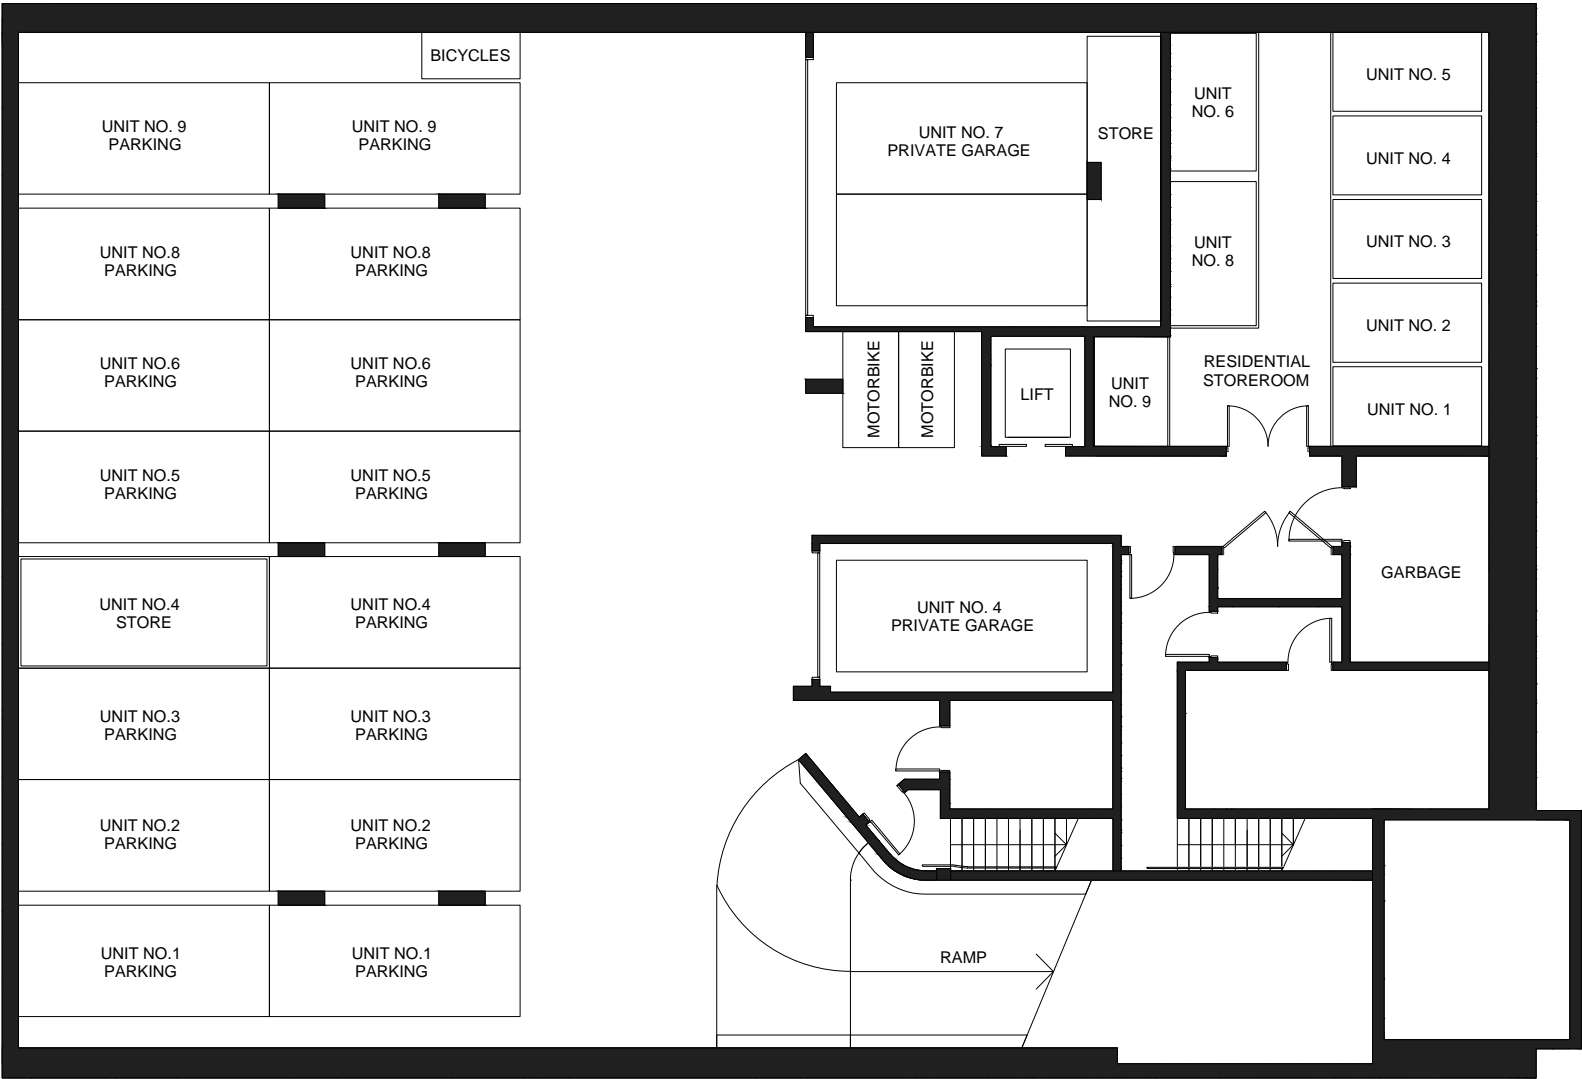 BICYCLES
UNIT NO. 9
PARKING
UNIT NO. 9
PARKING
UNIT NO.8
PARKING
UNIT NO.8
PARKING
UNIT NO.6
PARKING
UNIT NO.6
PARKING
UNIT NO.5
PARKING
UNIT NO.5
PARKING
UNIT NO.4
STORE
UNIT NO.4
PARKING
UNIT NO.3
PARKING
UNIT NO.3
PARKING
UNIT NO.2
PARKING
UNIT NO.2
PARKING
UNIT NO.1
PARKING
UNIT NO.1
PARKING
UNIT NO. 7
PRIVATE GARAGE
STORE
UNIT
NO. 6
UNIT
NO. 8
UNIT NO. 5
UNIT NO. 4
UNIT NO. 3
UNIT NO. 2
UNIT NO. 1
MOTORBIKE
MOTORBIKE
LIFT
UNIT
NO. 9
RESIDENTIAL
STOREROOM
UNIT NO. 4
PRIVATE GARAGE
GARBAGE
RAMP